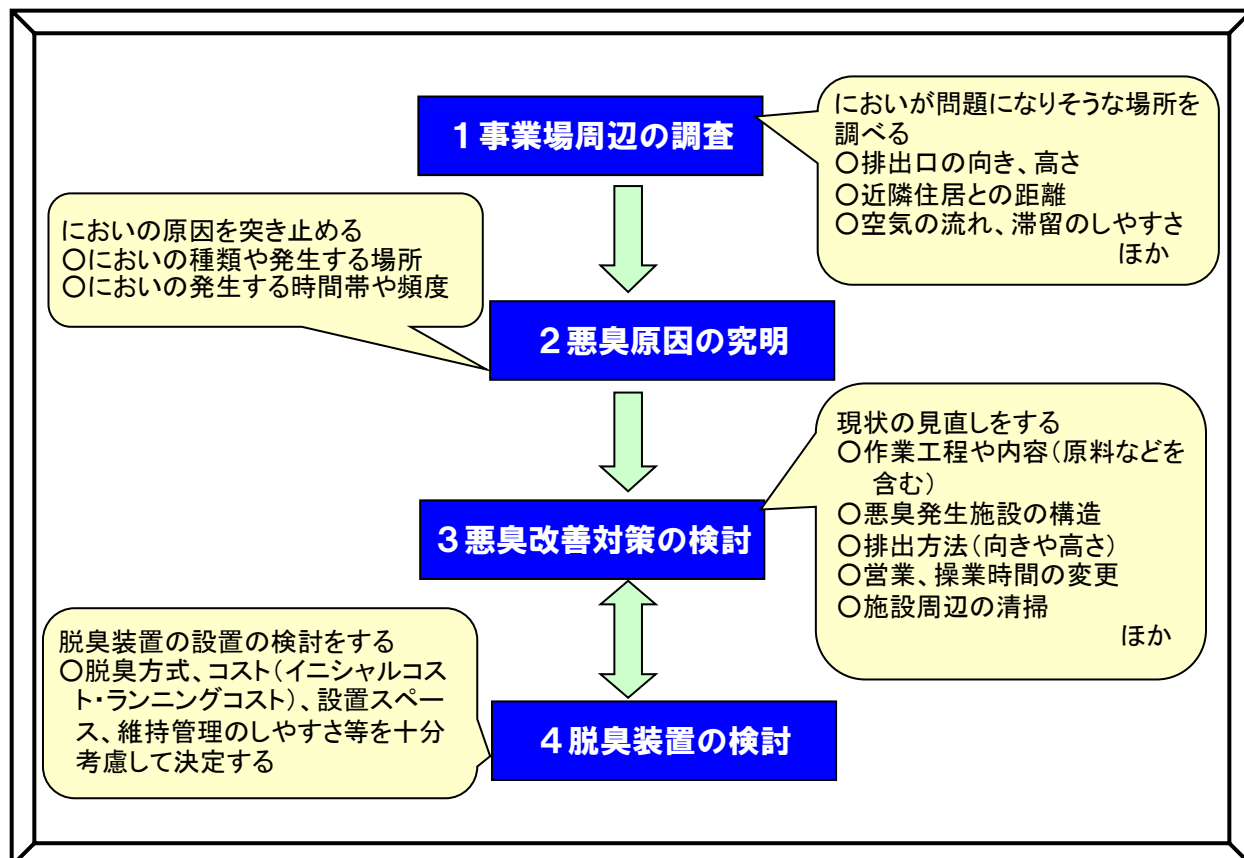 1事業場周辺の調査
においが問題になりそうな場所を
調べる
○排出口の向き、高さ
○近隣住居との距離
○空気の流れ、滞留のしやすさ
ほか
においの原因を突き止める
○においの種類や発生する場所
○においの発生する時間帯や頻度
2悪臭原因の究明
現状の見直しをする
○作業工程や内容（原料などを
含む）
○悪臭発生施設の構造
○排出方法（向きや高さ）
○営業、操業時間の変更
○施設周辺の清掃
ほか
3悪臭改善対策の検討
脱臭装置の設置の検討をする
○脱臭方式、コスト（イニシャルコス
ト・ランニングコスト）、設置スペー
ス、維持管理のしやすさ等を十分
考慮して決定する
4脱臭装置の検討